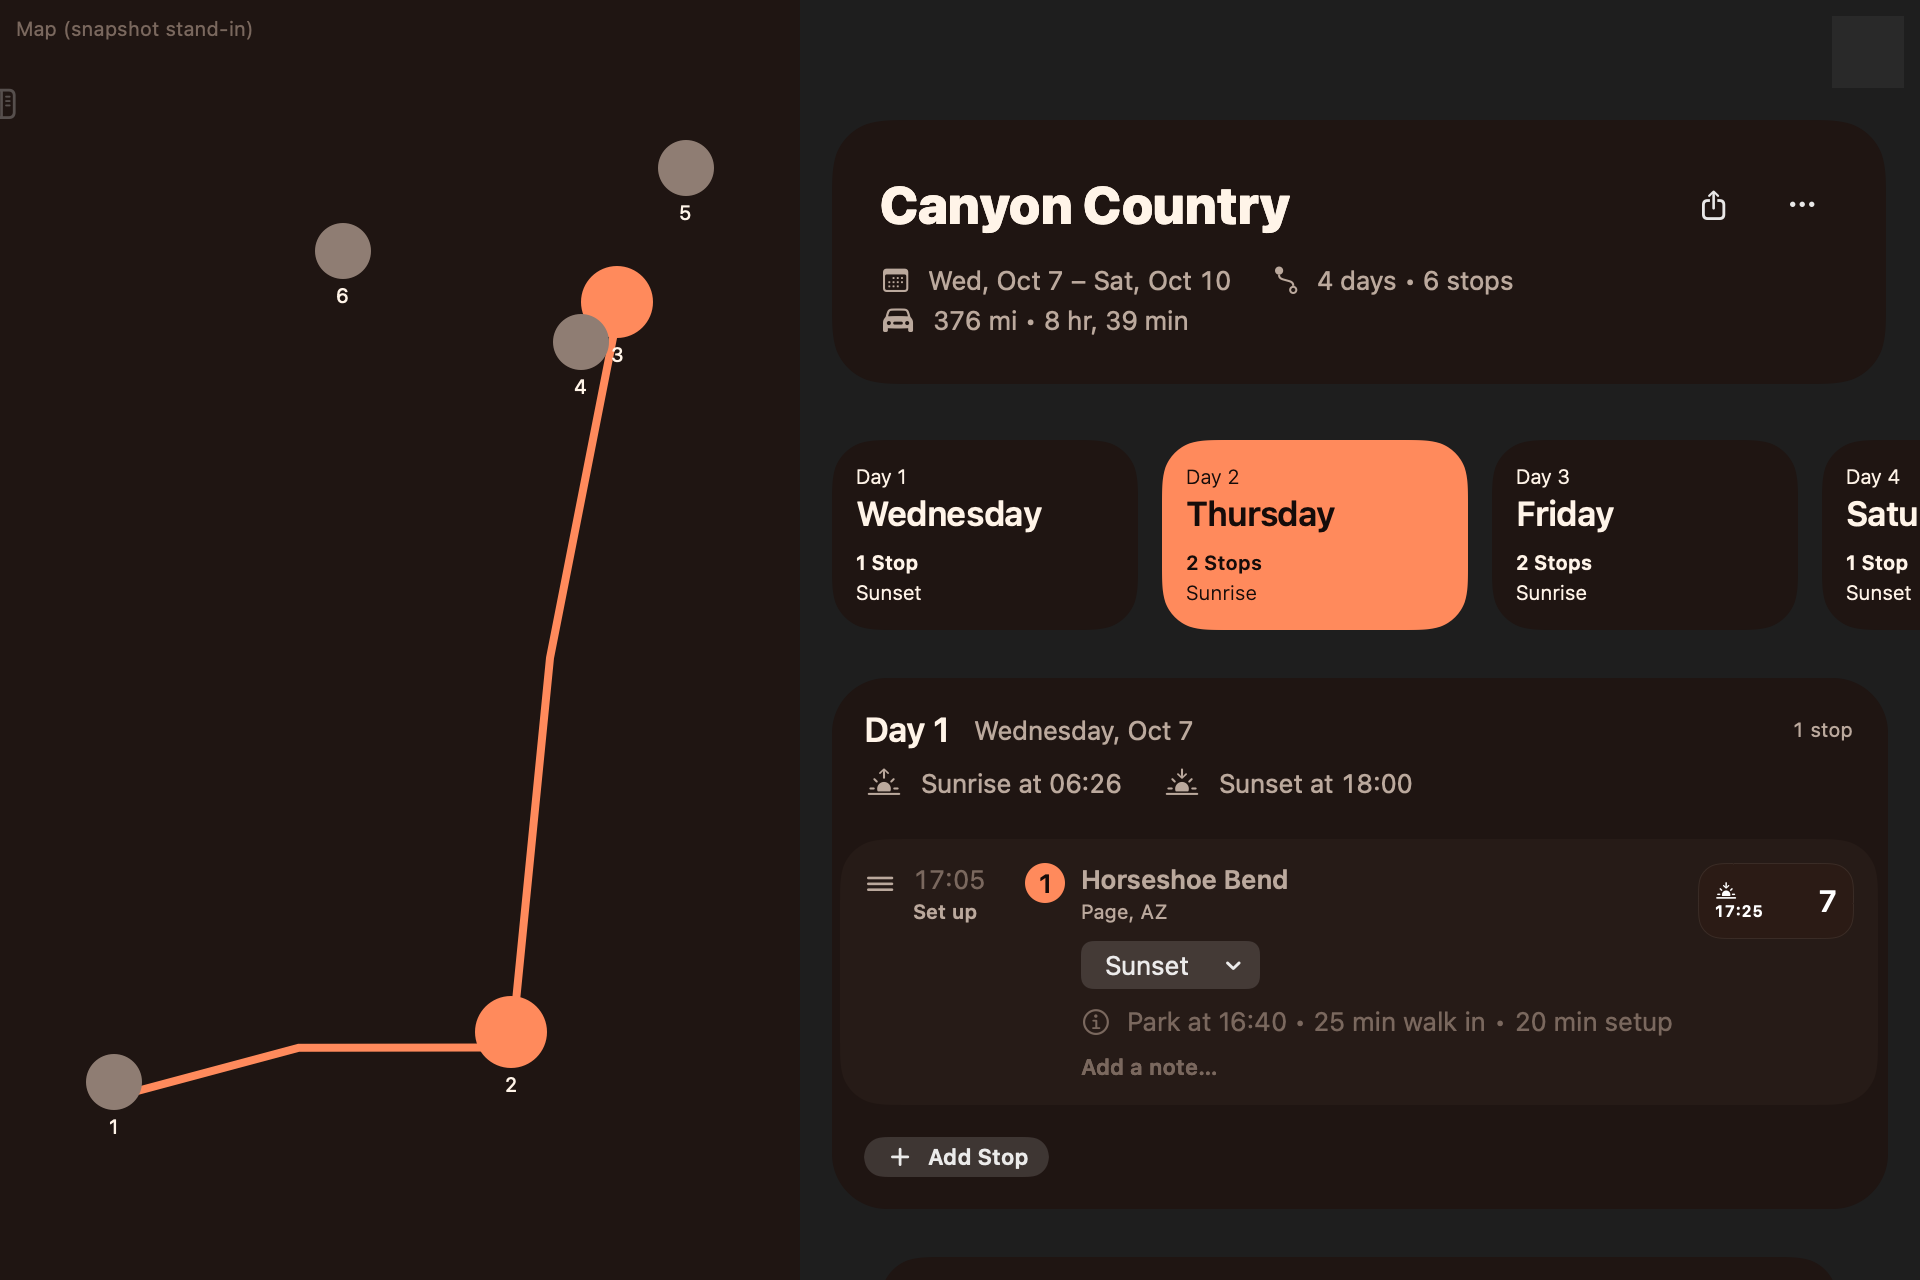 Map (snapshot stand-in)
5
6
3
4
2
1
Canyon Country
Wed, Oct 7 – Sat, Oct 10
4 days • 6 stops
376 mi • 8 hr, 39 min
Day 1
Wednesday
1 Stop
Sunset
Day 2
Thursday
2 Stops
Sunrise
Day 3
Friday
2 Stops
Sunrise
Day 4
Satu
1 Stop
Sunset
Day 1 Wednesday, Oct 7
1 stop
Sunrise at 06:26
Sunset at 18:00
17:05
Set up
1
Horseshoe Bend
Page, AZ
17:25
7
Sunset
Park at 16:40 • 25 min walk in • 20 min setup
Add a note...
+ Add Stop